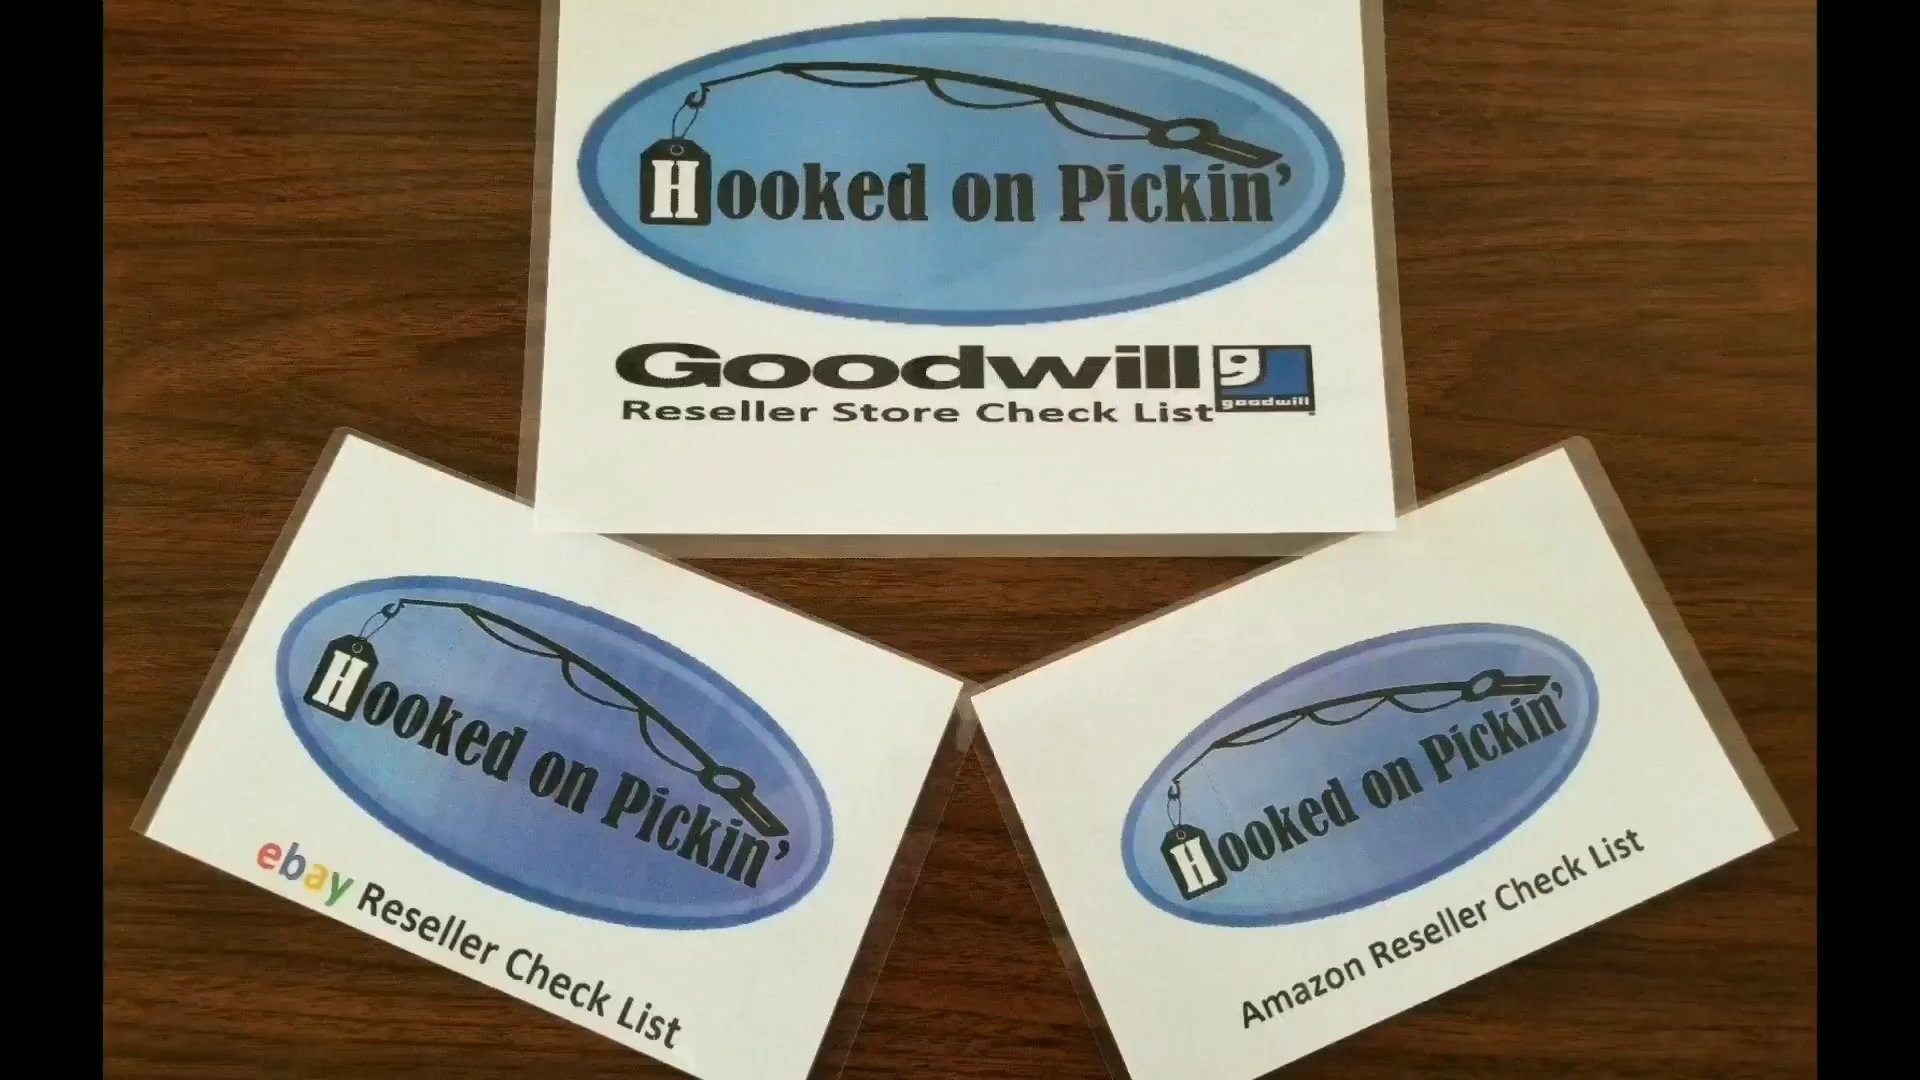 Hooked on Pickin'
Goodwill
g
goodwill
Reseller Store Check List
Hooked on Pickin'
ebay Reseller Check List
Hooked on Pickin'
Amazon Reseller Check List